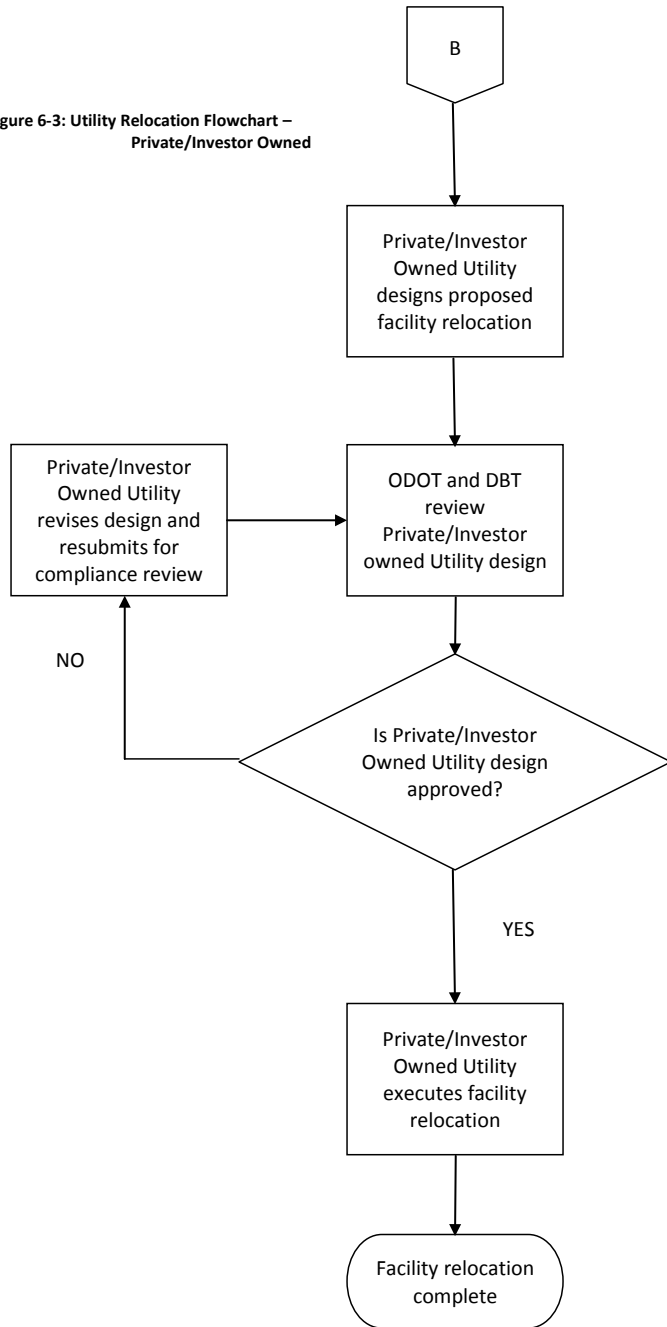 B
gure 6-3: Utility Relocation Flowchart –
Private/Investor Owned
Private/Investor
Owned Utility
designs proposed
facility relocation
Private/Investor
Owned Utility
revises design and
resubmits for
compliance review
ODOT and DBT
review
Private/Investor
owned Utility design
NO
Is Private/Investor
Owned Utility design
approved?
YES
Private/Investor
Owned Utility
executes facility
relocation
Facility relocation
complete